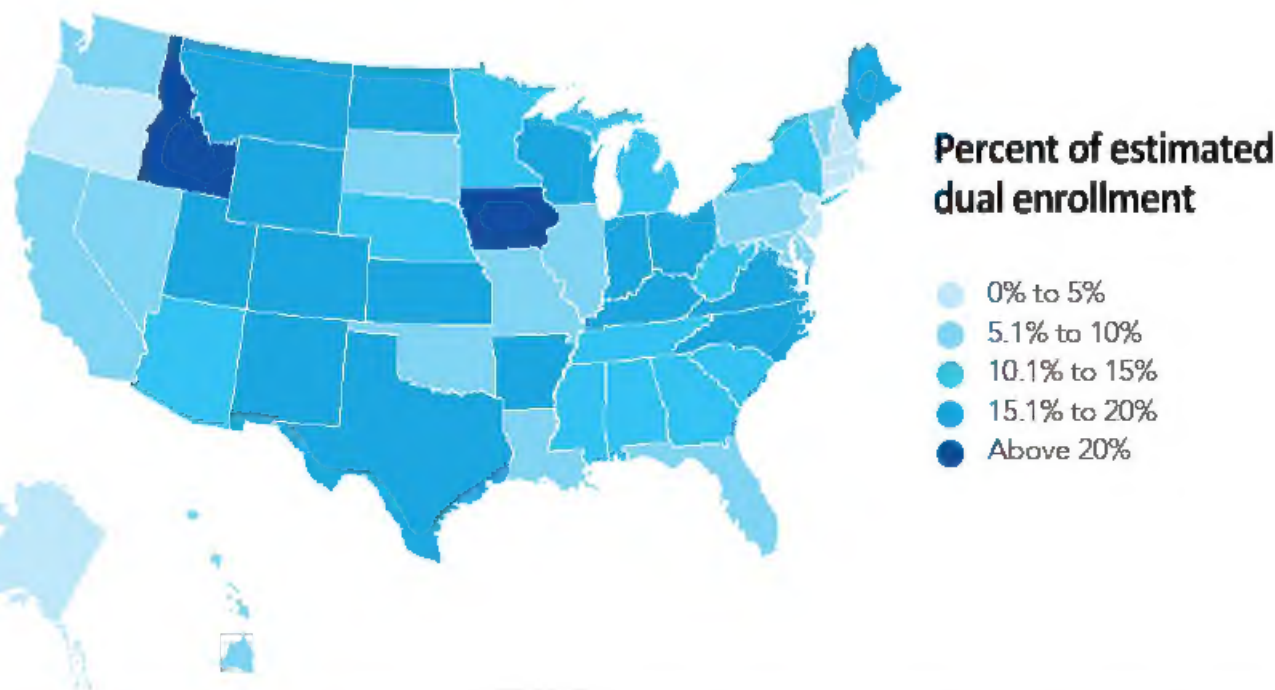 Percent of estimated
dual enrollment
0% to 5%
5.1% to 10%
10.1% to 15%
15.1% to 20%
Above 20%